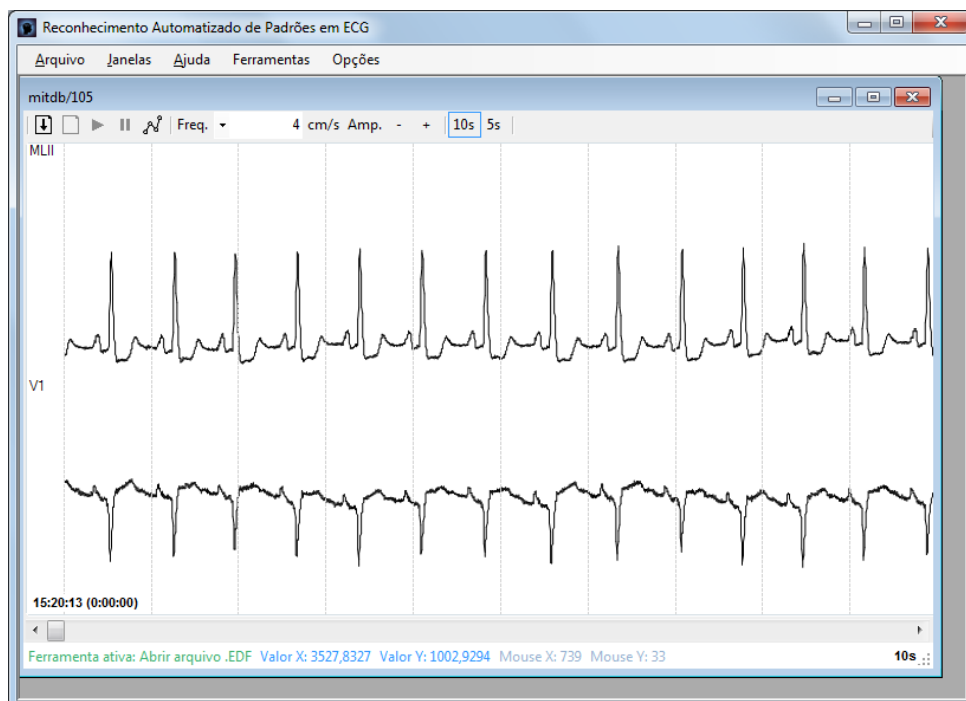 Reconhecimento Automatizado de Padrões em ECG
Arquivo Janelas Ajuda Ferramentas Opções
mitdb/105
Freq. 4 cm/s Amp. - + 10s 5s
MLII
V1
15:20:13 (0:00:00)
Ferramenta ativa: Abrir arquivo .EDF Valor X: 3527,8327 Valor Y: 1002,9294 Mouse X: 739 Mouse Y: 33 10s